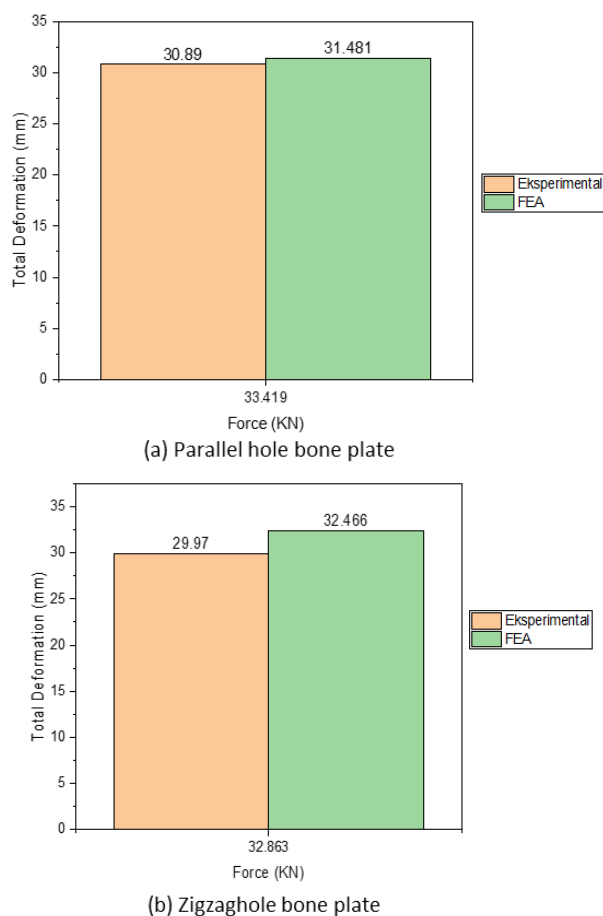 35
30
25
20
15
10
5
0
Total Deformation (mm)
30.89
31.481
33.419
Force (KN)
Eksperimental
FEA
(a) Parallel hole bone plate
35
30
25
20
15
10
5
0
Total Deformation (mm)
29.97
32.466
32.863
Force (KN)
Eksperimental
FEA
(b) Zigzaghole bone plate